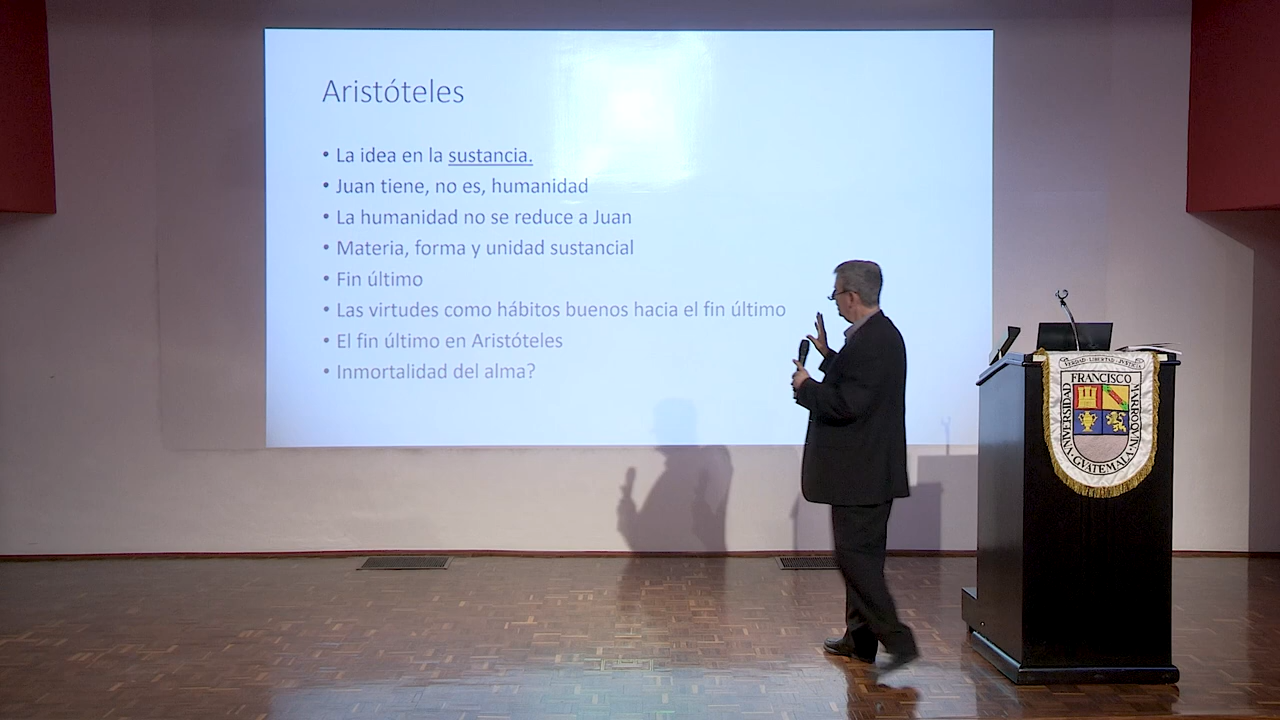 Aristóteles
• La idea en la sustancia.
• Juan tiene, no es, humanidad
• La humanidad no se reduce a Juan
• Materia, forma y unidad sustancial
• Fin último
• Las virtudes como hábitos buenos hacia el fin último
• El fin último en Aristóteles
• Inmortalidad del alma?
VERDAD · LIBERTAD · JUSTICIA
UNIVERSIDAD FRANCISCO MARROQUIN
· GVATEMALA ·